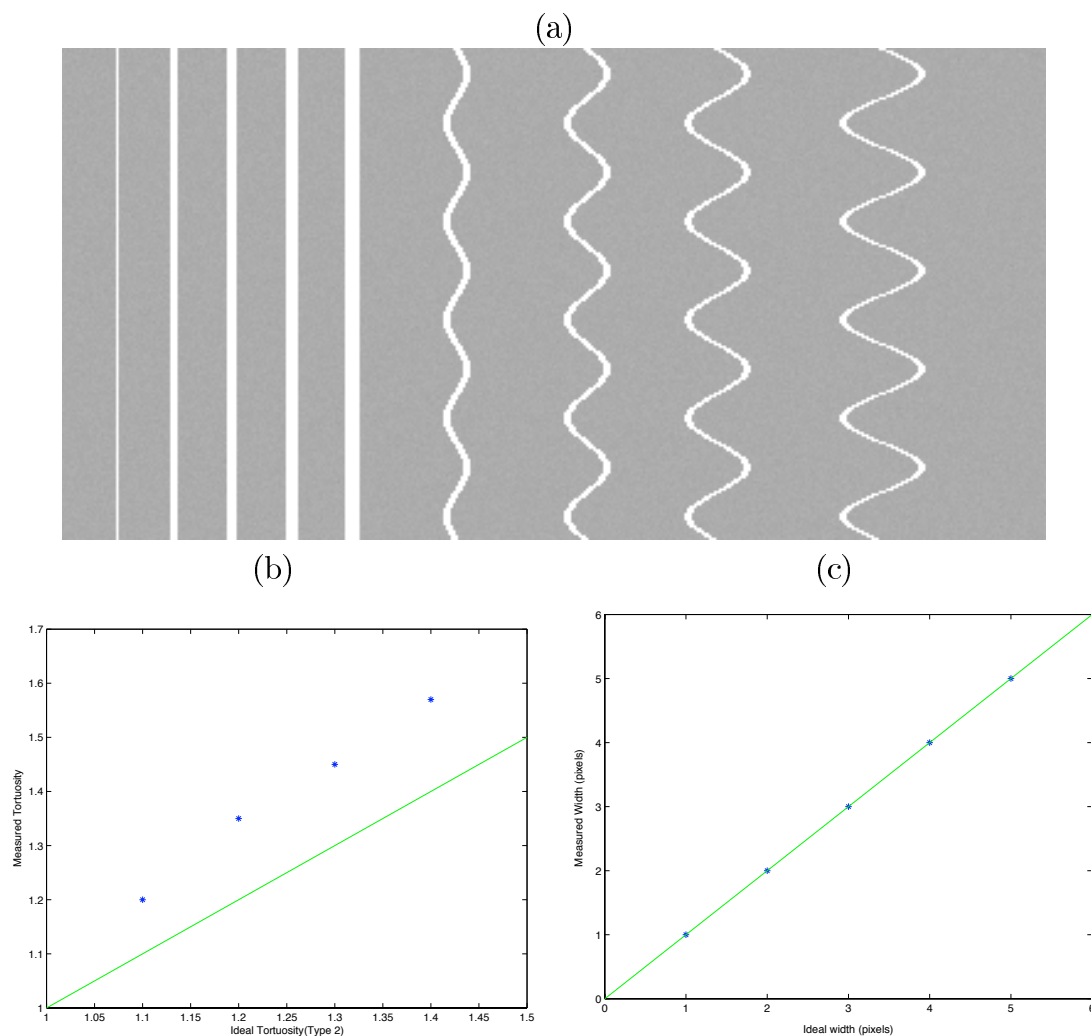 (a)
(b)
(c)
1.7
1.6
1.5
1.4
1.3
1.2
1.1
1
Measured Tortuosity
1 1.05 1.1 1.15 1.2 1.25 1.3 1.35 1.4 1.45 1.5
Ideal Tortuosity(Type 2)
6
5
4
3
2
1
0
Measured Width (pixels)
0 1 2 3 4 5 6
Ideal width (pixels)